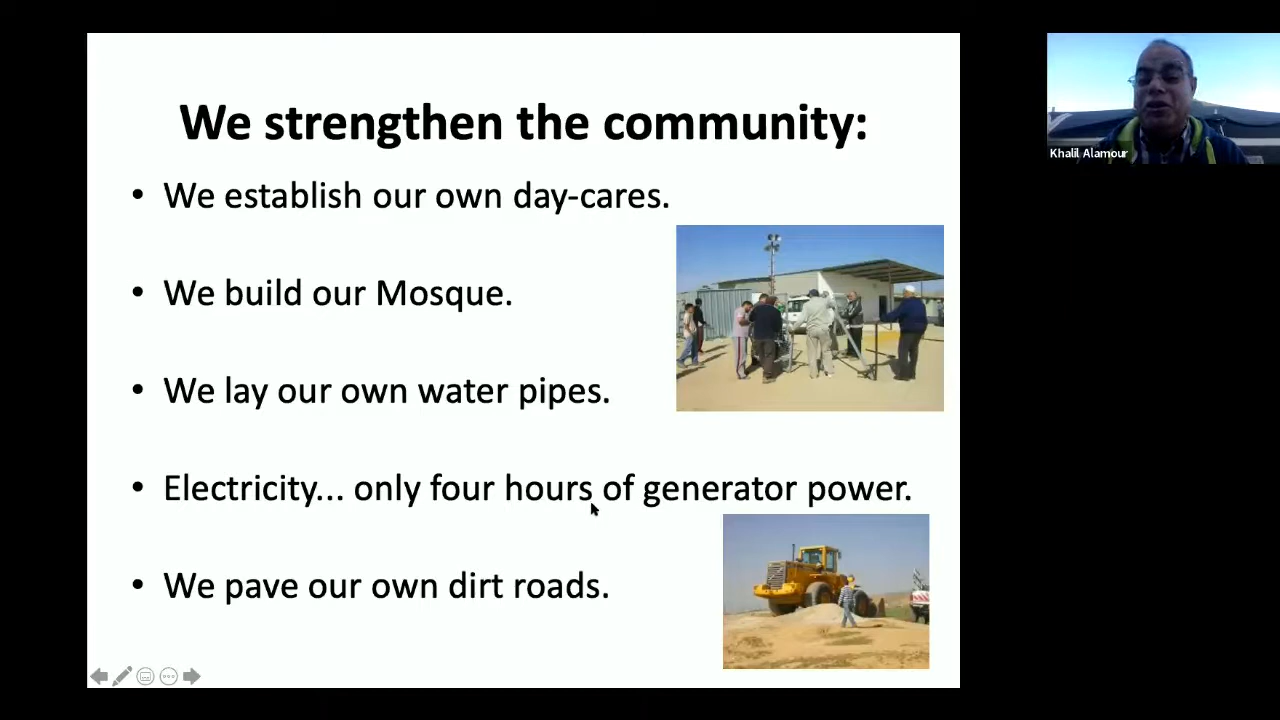 We strengthen the community:
• We establish our own day-cares.
• We build our Mosque.
• We lay our own water pipes.
• Electricity... only four hours of generator power.
• We pave our own dirt roads.
Khalil Alamour